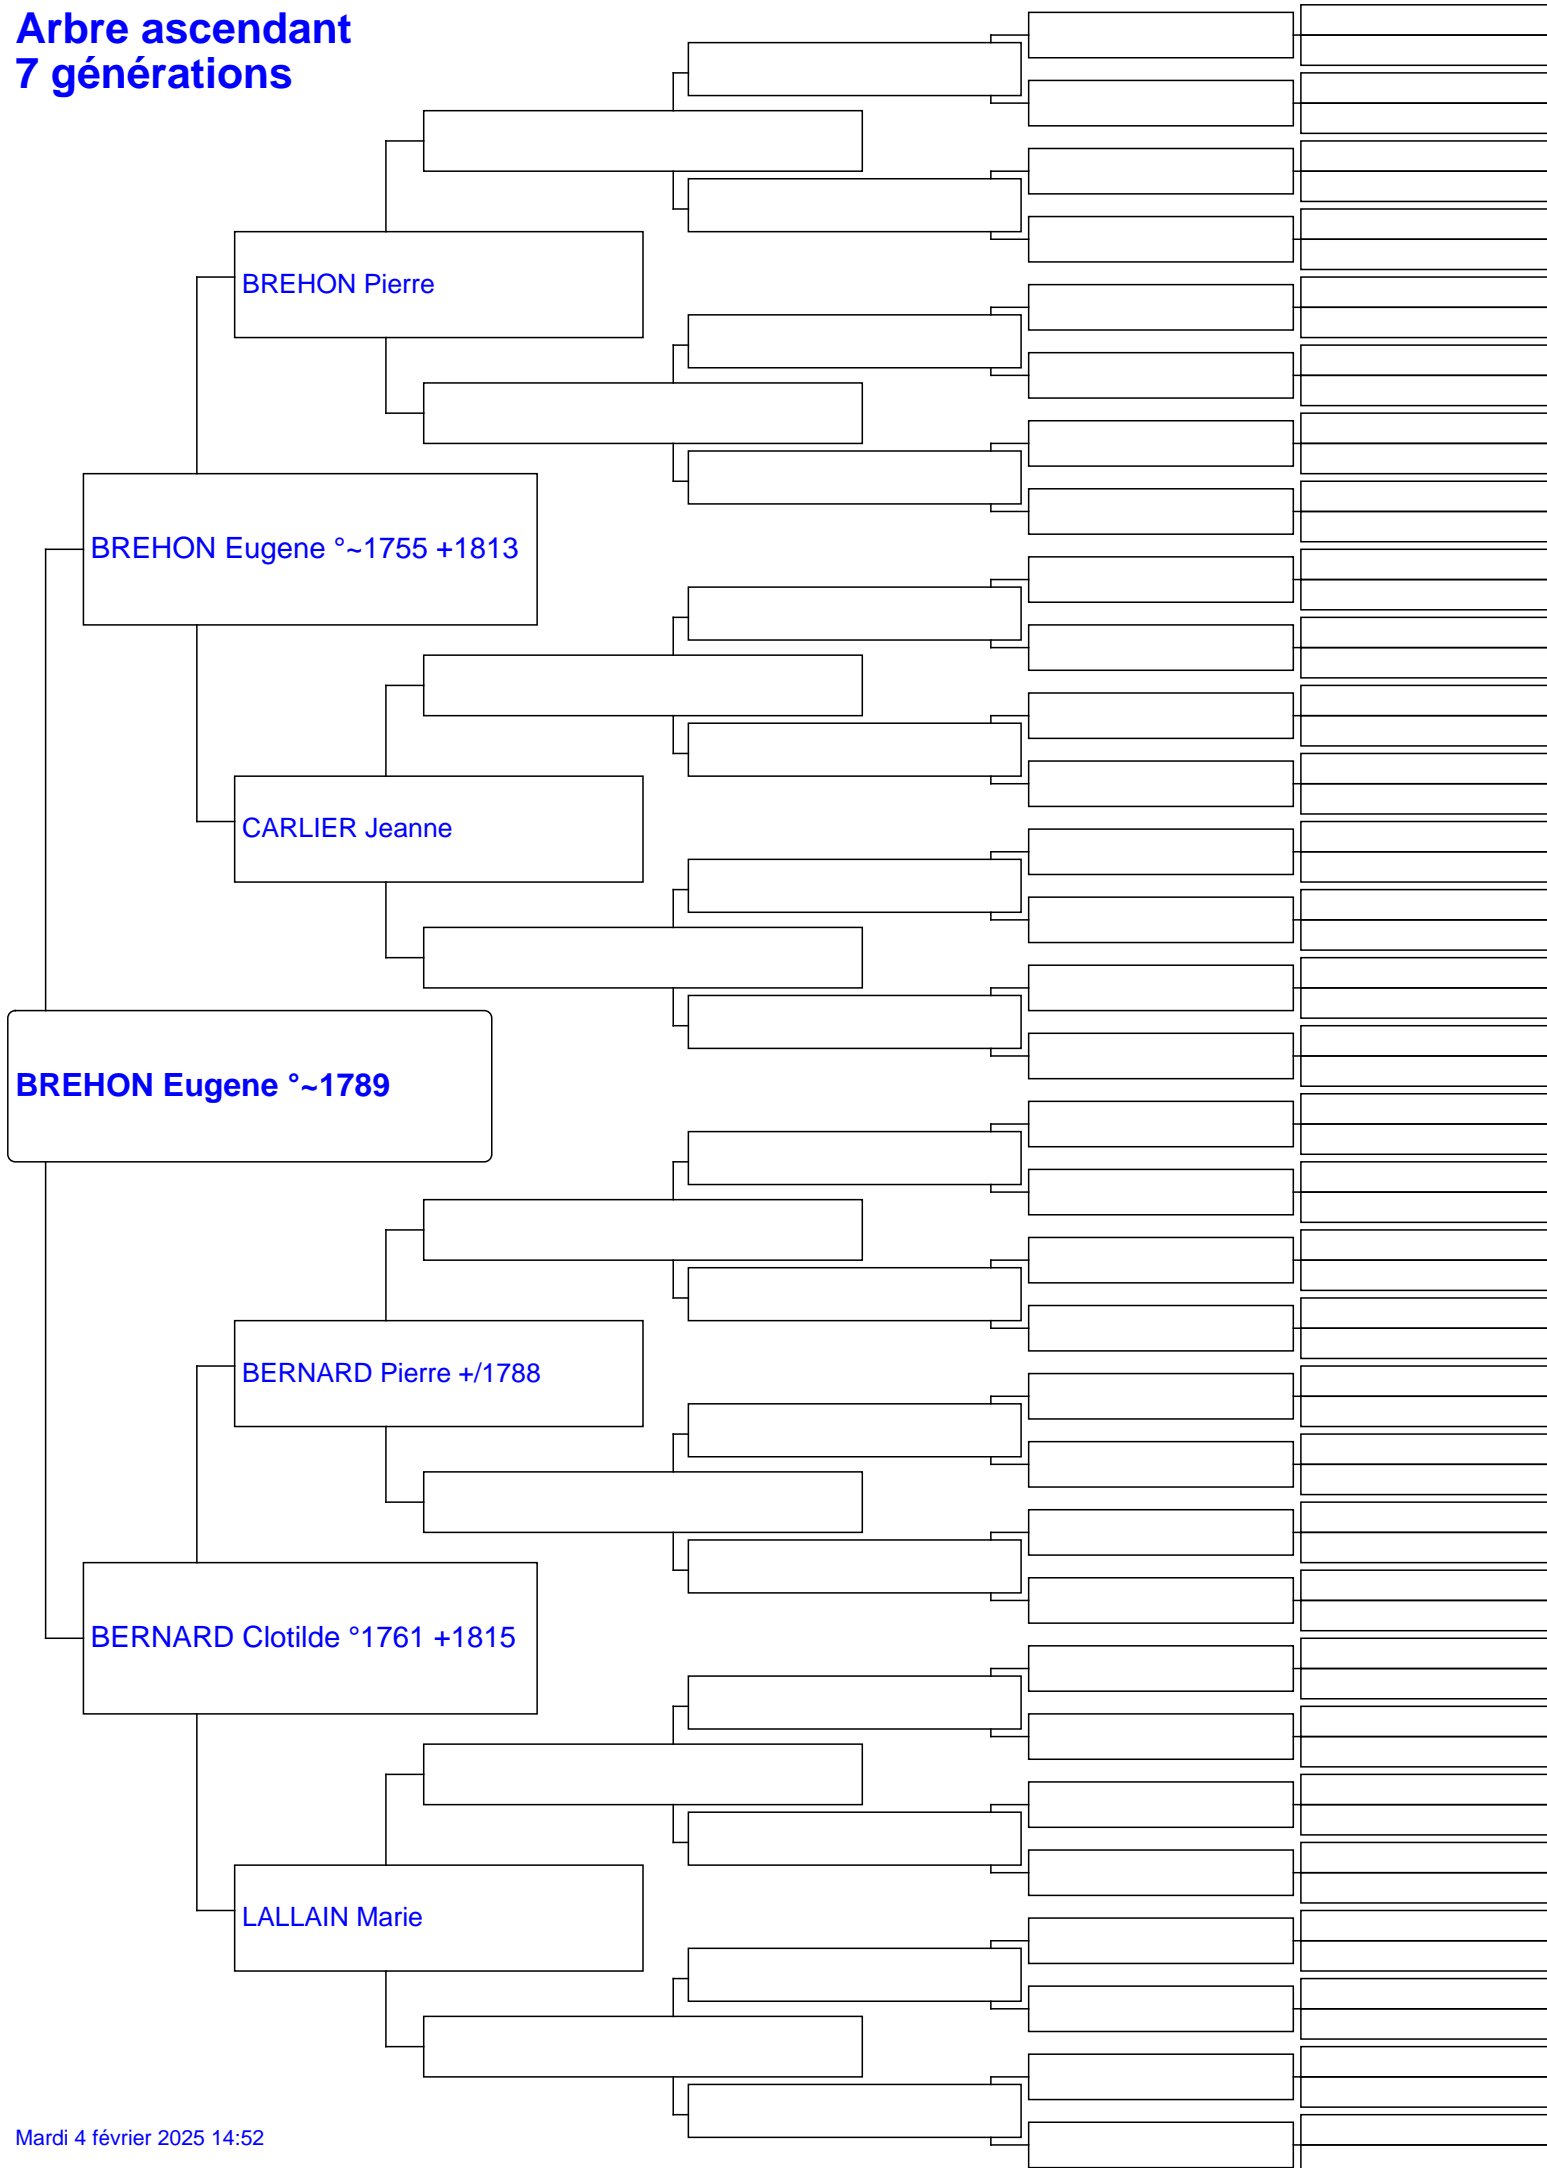 Arbre ascendant
7 générations
BREHON Pierre
BREHON Eugene °~1755 +1813
CARLIER Jeanne
BREHON Eugene °~1789
BERNARD Pierre +/1788
BERNARD Clotilde °1761 +1815
LALLAIN Marie
Mardi 4 février 2025 14:52